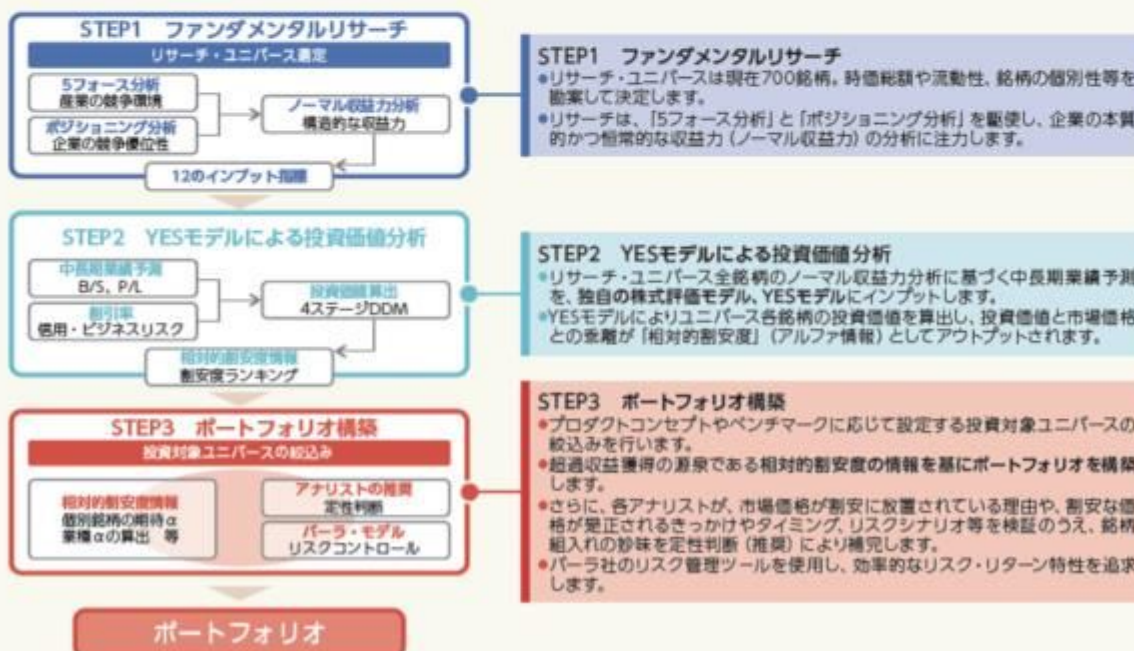 STEP1 ファンダメンタルリサーチ
リサーチ・ユニバース選定
5フォース分析
産業の競争環境
ポジショニング分析
企業の競争優位性
ノーマル収益力分析
構造的な収益力
12のインプット指標
STEP1 ファンダメンタルリサーチ
●リサーチ・ユニバースは現在700銘柄。時価総額や流動性、銘柄の個別性等を
勘案して決定します。
●リサーチは、「5フォース分析」と「ポジショニング分析」を駆使し、企業の本質
的かつ恒常的な収益力（ノーマル収益力）の分析に注力します。
STEP2 YESモデルによる投資価値分析
中長期業績予測
B/S、P/L
割引率
信用・ビジネスリスク
投資価値算出
4ステージDDM
相対的割安度情報
割安度ランキング
STEP2 YESモデルによる投資価値分析
●リサーチ・ユニバース全銘柄のノーマル収益力分析に基づく中長期業績予測
を、独自の株式評価モデル、YESモデルにインプットします。
●YESモデルによりユニバース各銘柄の投資価値を算出し、投資価値と市場価格
との乖離が「相対的割安度」（アルファ情報）としてアウトプットされます。
STEP3 ポートフォリオ構築
投資対象ユニバースの絞込み
相対的割安度情報
個別銘柄の期待α
業種αの算出 等
アナリストの推奨
定性判断
バーラ・モデル
リスクコントロール
STEP3 ポートフォリオ構築
●プロダクトコンセプトやベンチマークに応じて設定する投資対象ユニバースの
絞込みを行います。
●超過収益獲得の源泉である相対的割安度の情報を基にポートフォリオを構築
します。
●さらに、各アナリストが、市場価格が割安に放置されている理由や、割安な価
格が是正されるきっかけやタイミング、リスクシナリオ等を検証のうえ、銘柄
組入れの妙味を定性判断（推奨）により補完します。
●バーラ社のリスク管理ツールを使用し、効率的なリスク・リターン特性を追求
します。
ポートフォリオ